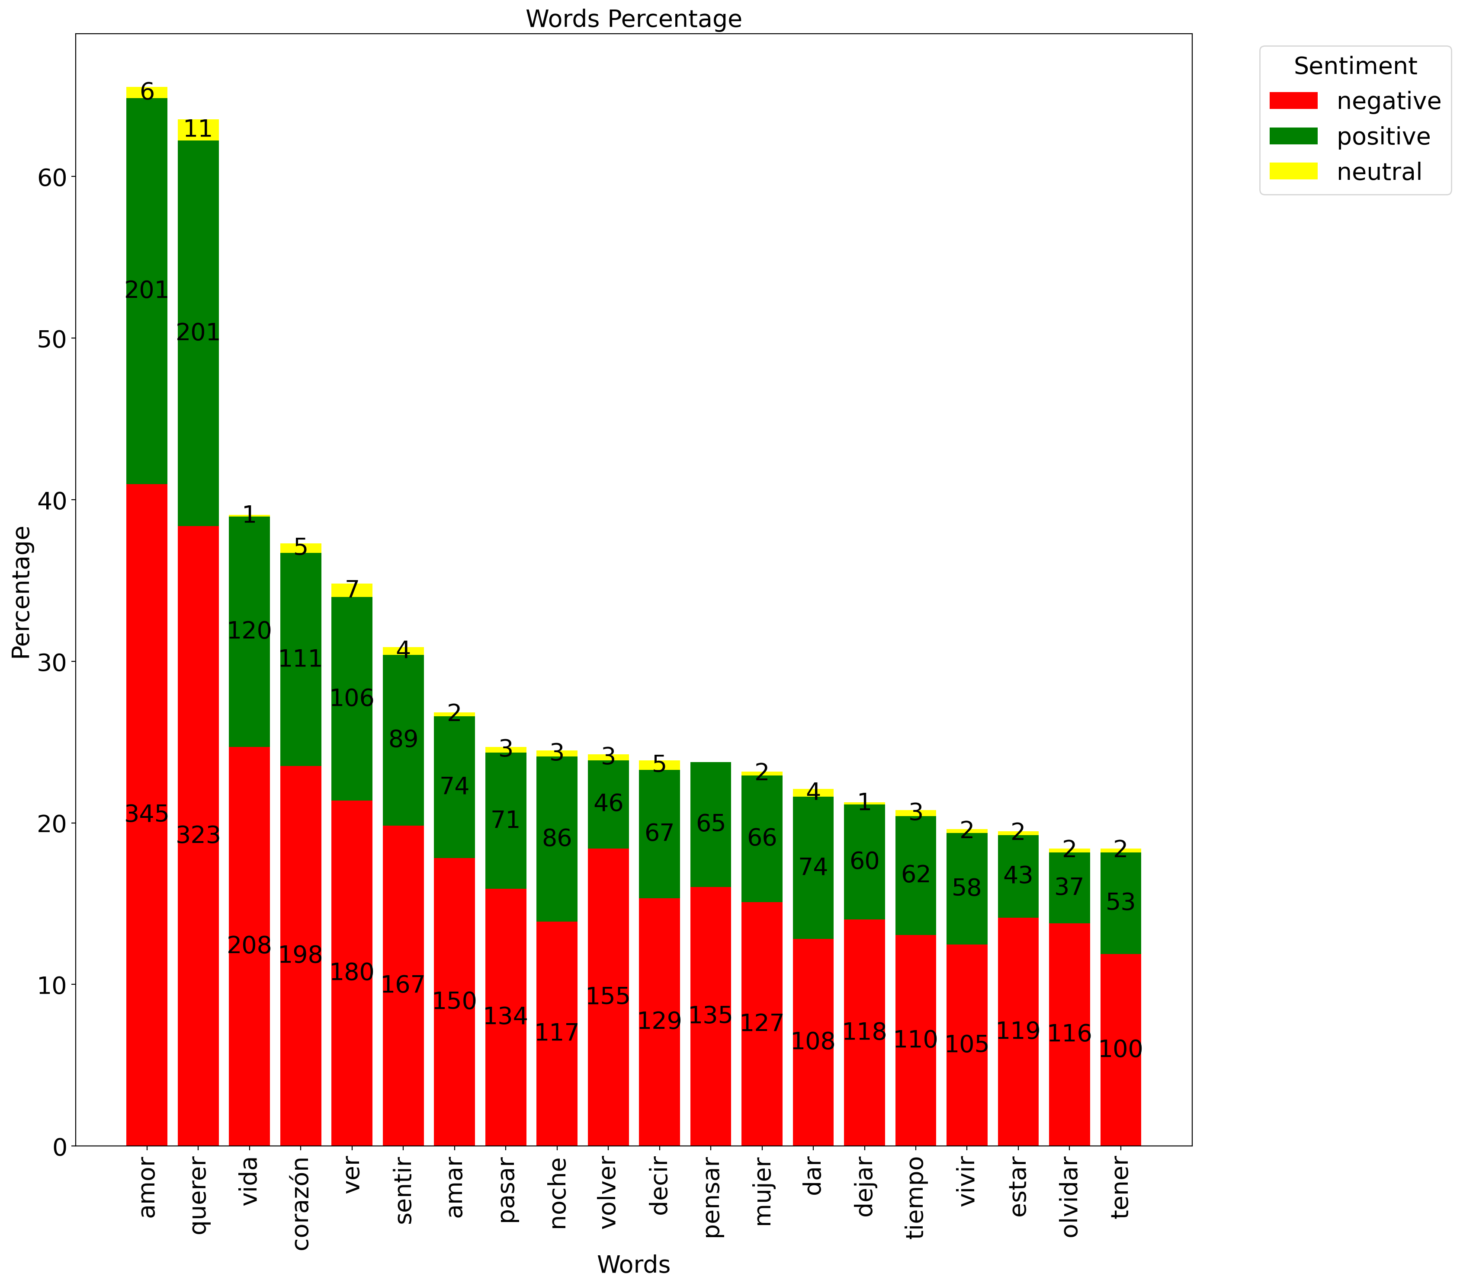 Words Percentage
Sentiment
negative
positive
neutral
Percentage
60
50
40
30
20
10
0
6
11
201
201
1
5
7
4
2
3
3
3
5
2
4
1
3
2
2
2
2
120
111
106
89
74
71
86
46
67
65
66
74
60
62
58
43
37
53
345
323
208
198
180
167
150
134
117
155
129
135
127
108
118
110
105
119
116
100
amor
querer
vida
corazón
ver
sentir
amar
pasar
noche
volver
decir
pensar
mujer
dar
dejar
tiempo
vivir
estar
olvidar
tener
Words